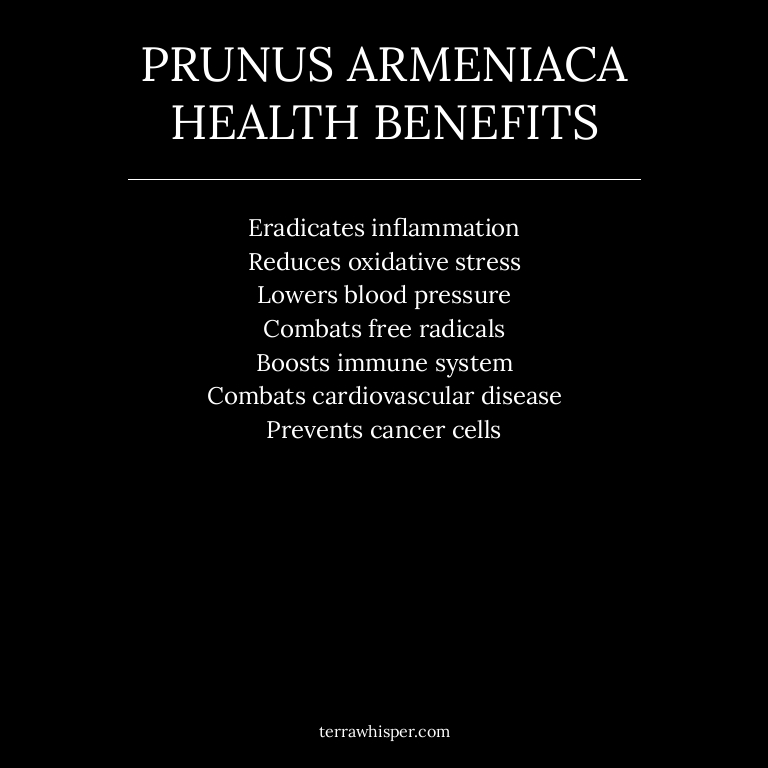 PRUNUS ARMENIACA
HEALTH BENEFITS
Eradicates inflammation
Reduces oxidative stress
Lowers blood pressure
Combats free radicals
Boosts immune system
Combats cardiovascular disease
Prevents cancer cells
terrawhisper.com